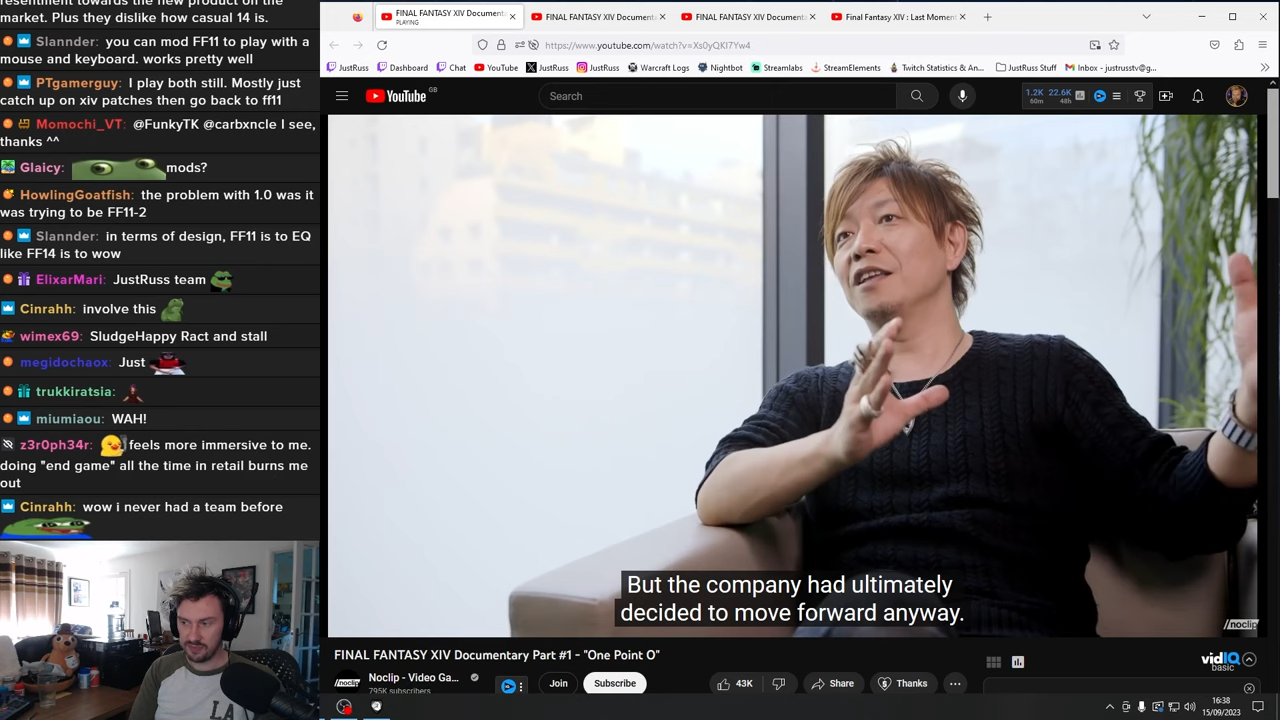 resentment towards the new product on the
market. Plus they dislike how casual 14 is.
Slannder: you can mod FF11 to play with a
mouse and keyboard. works pretty well
PTgamerguy: I play both still. Mostly just
catch up on xiv patches then go back to ff11
Momochi_VT: @FunkyTK @carbxncle I see,
thanks ^^
Glaicy: mods?
HowlingGoatfish: the problem with 1.0 was it
was trying to be FF11-2
Slannder: in terms of design, FF11 is to EQ
like FF14 is to wow
ElixarMari: JustRuss team
Cinrahh: involve this
wimex69: SludgeHappy Ract and stall
megidochaox: Just
trukkiratsia:
miumiaou: WAH!
z3r0ph34r: feels more immersive to me.
doing "end game" all the time in retail burns me
out
Cinrahh: wow i never had a team before
FINAL FANTASY XIV Documenta
PLAYING
FINAL FANTASY XIV Documenta
FINAL FANTASY XIV Documenta
Final Fantasy XIV : Last Moment
https://www.youtube.com/watch?v=Xs0yQKI7Yw4
JustRuss
Dashboard
Chat
YouTube
JustRuss
JustRuss
Warcraft Logs
Nightbot
Streamlabs
StreamElements
Twitch Statistics & An...
JustRuss Stuff
Inbox - justrusstv@g...
YouTube GB
Search
1.2K 22.6K
60m 48h
But the company had ultimately
decided to move forward anyway.
/noclip
FINAL FANTASY XIV Documentary Part #1 - "One Point O"
/noclip
Noclip - Video Ga...
795K subscribers
Join
Subscribe
43K
Share
Thanks
vidIQ
basic
LA
16:38
15/09/2023